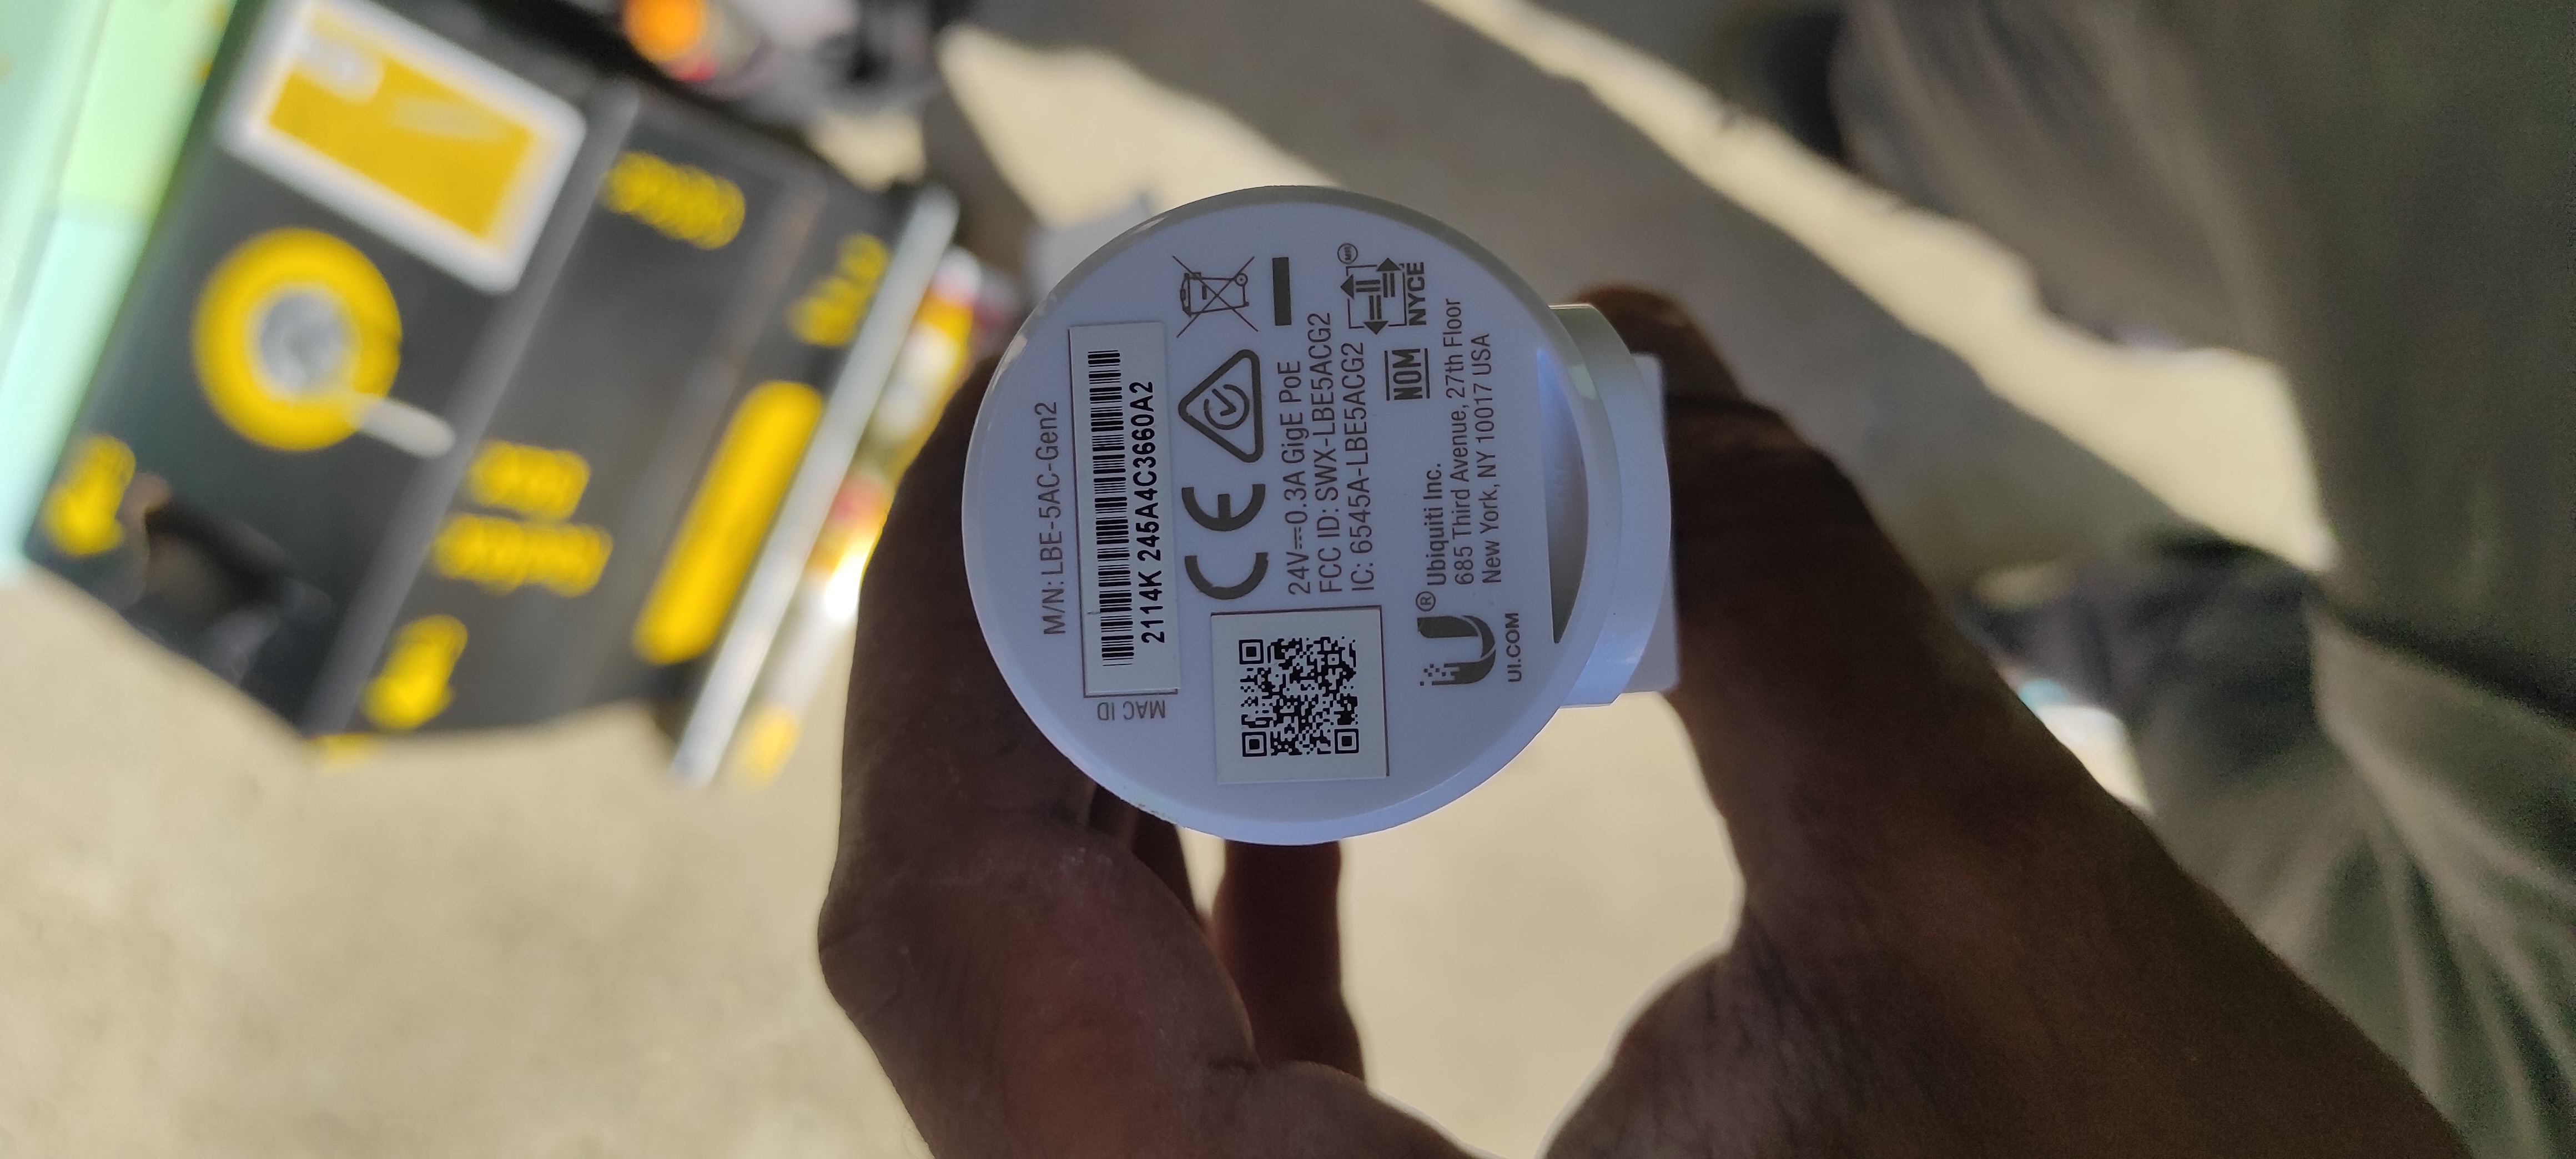 M/N: LBE-5AC-Gen2
MAC ID
2114K 245A4C3660A2
CE
24V⎓0.3A GigE PoE
FCC ID: SWX-LBE5ACG2
IC: 6545A-LBE5ACG2
NOM
NYCE
U®
Ubiquiti Inc.
685 Third Avenue, 27th Floor
New York, NY 10017 USA
UI.COM